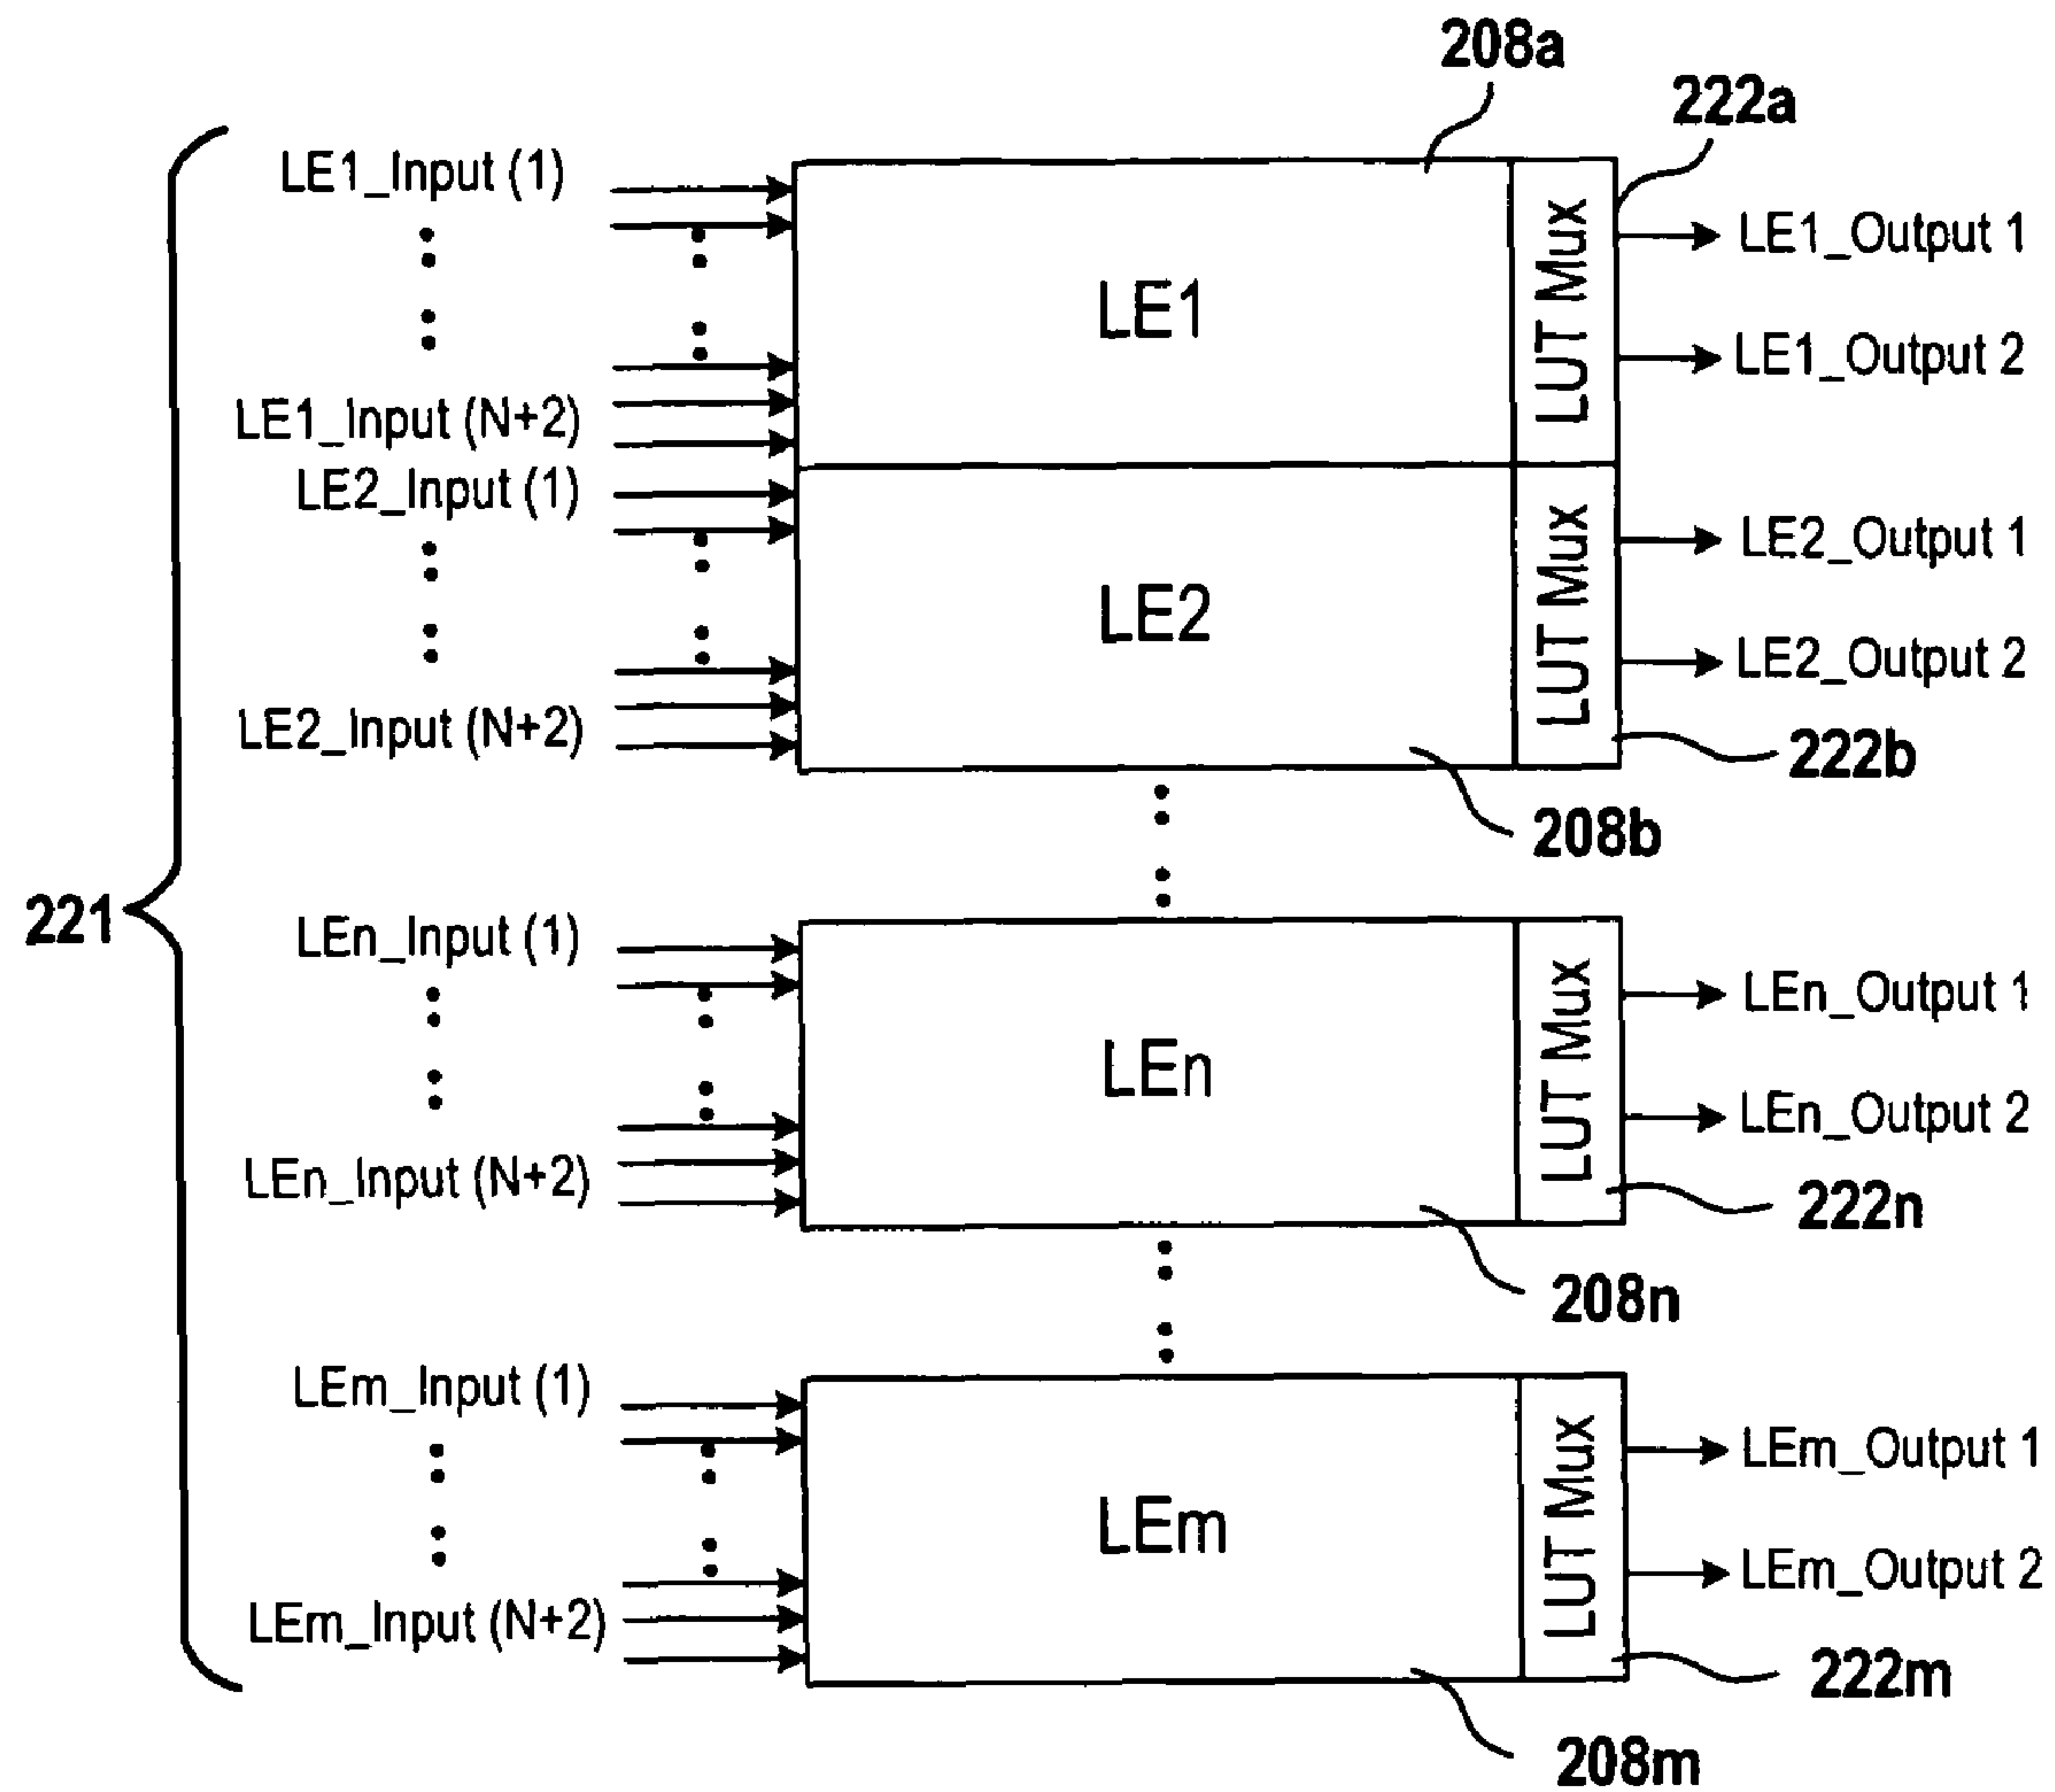 208a
222a
LE1_Input (1)
LE1_Input (N+2)
LE1
LUT Mux
LE1_Output 1
LE1_Output 2
LE2_Input (1)
LE2_Input (N+2)
LE2
LUT Mux
LE2_Output 1
LE2_Output 2
222b
208b
221
LEn_Input (1)
LEn_Input (N+2)
LEn
LUT Mux
LEn_Output 1
LEn_Output 2
222n
208n
LEm_Input (1)
LEm_Input (N+2)
LEm
LUT Mux
LEm_Output 1
LEm_Output 2
222m
208m